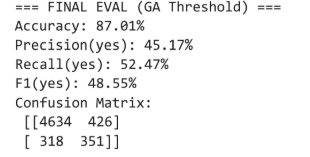 === FINAL EVAL (GA Threshold) ===
Accuracy: 87.01%
Precision(yes): 45.17%
Recall(yes): 52.47%
F1(yes): 48.55%
Confusion Matrix:
[[4634 426]
[ 318 351]]